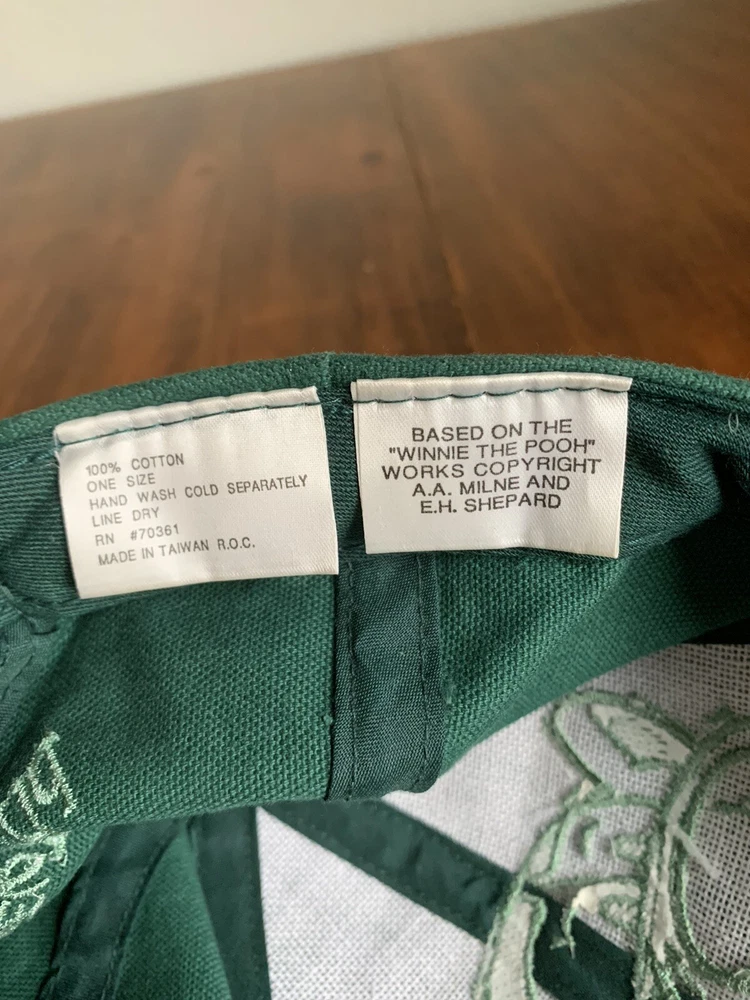 100% COTTON
ONE SIZE
HAND WASH COLD SEPARATELY
LINE DRY
RN #70361
MADE IN TAIWAN R.O.C.
BASED ON THE
"WINNIE THE POOH"
WORKS COPYRIGHT
A.A. MILNE AND
E.H. SHEPARD